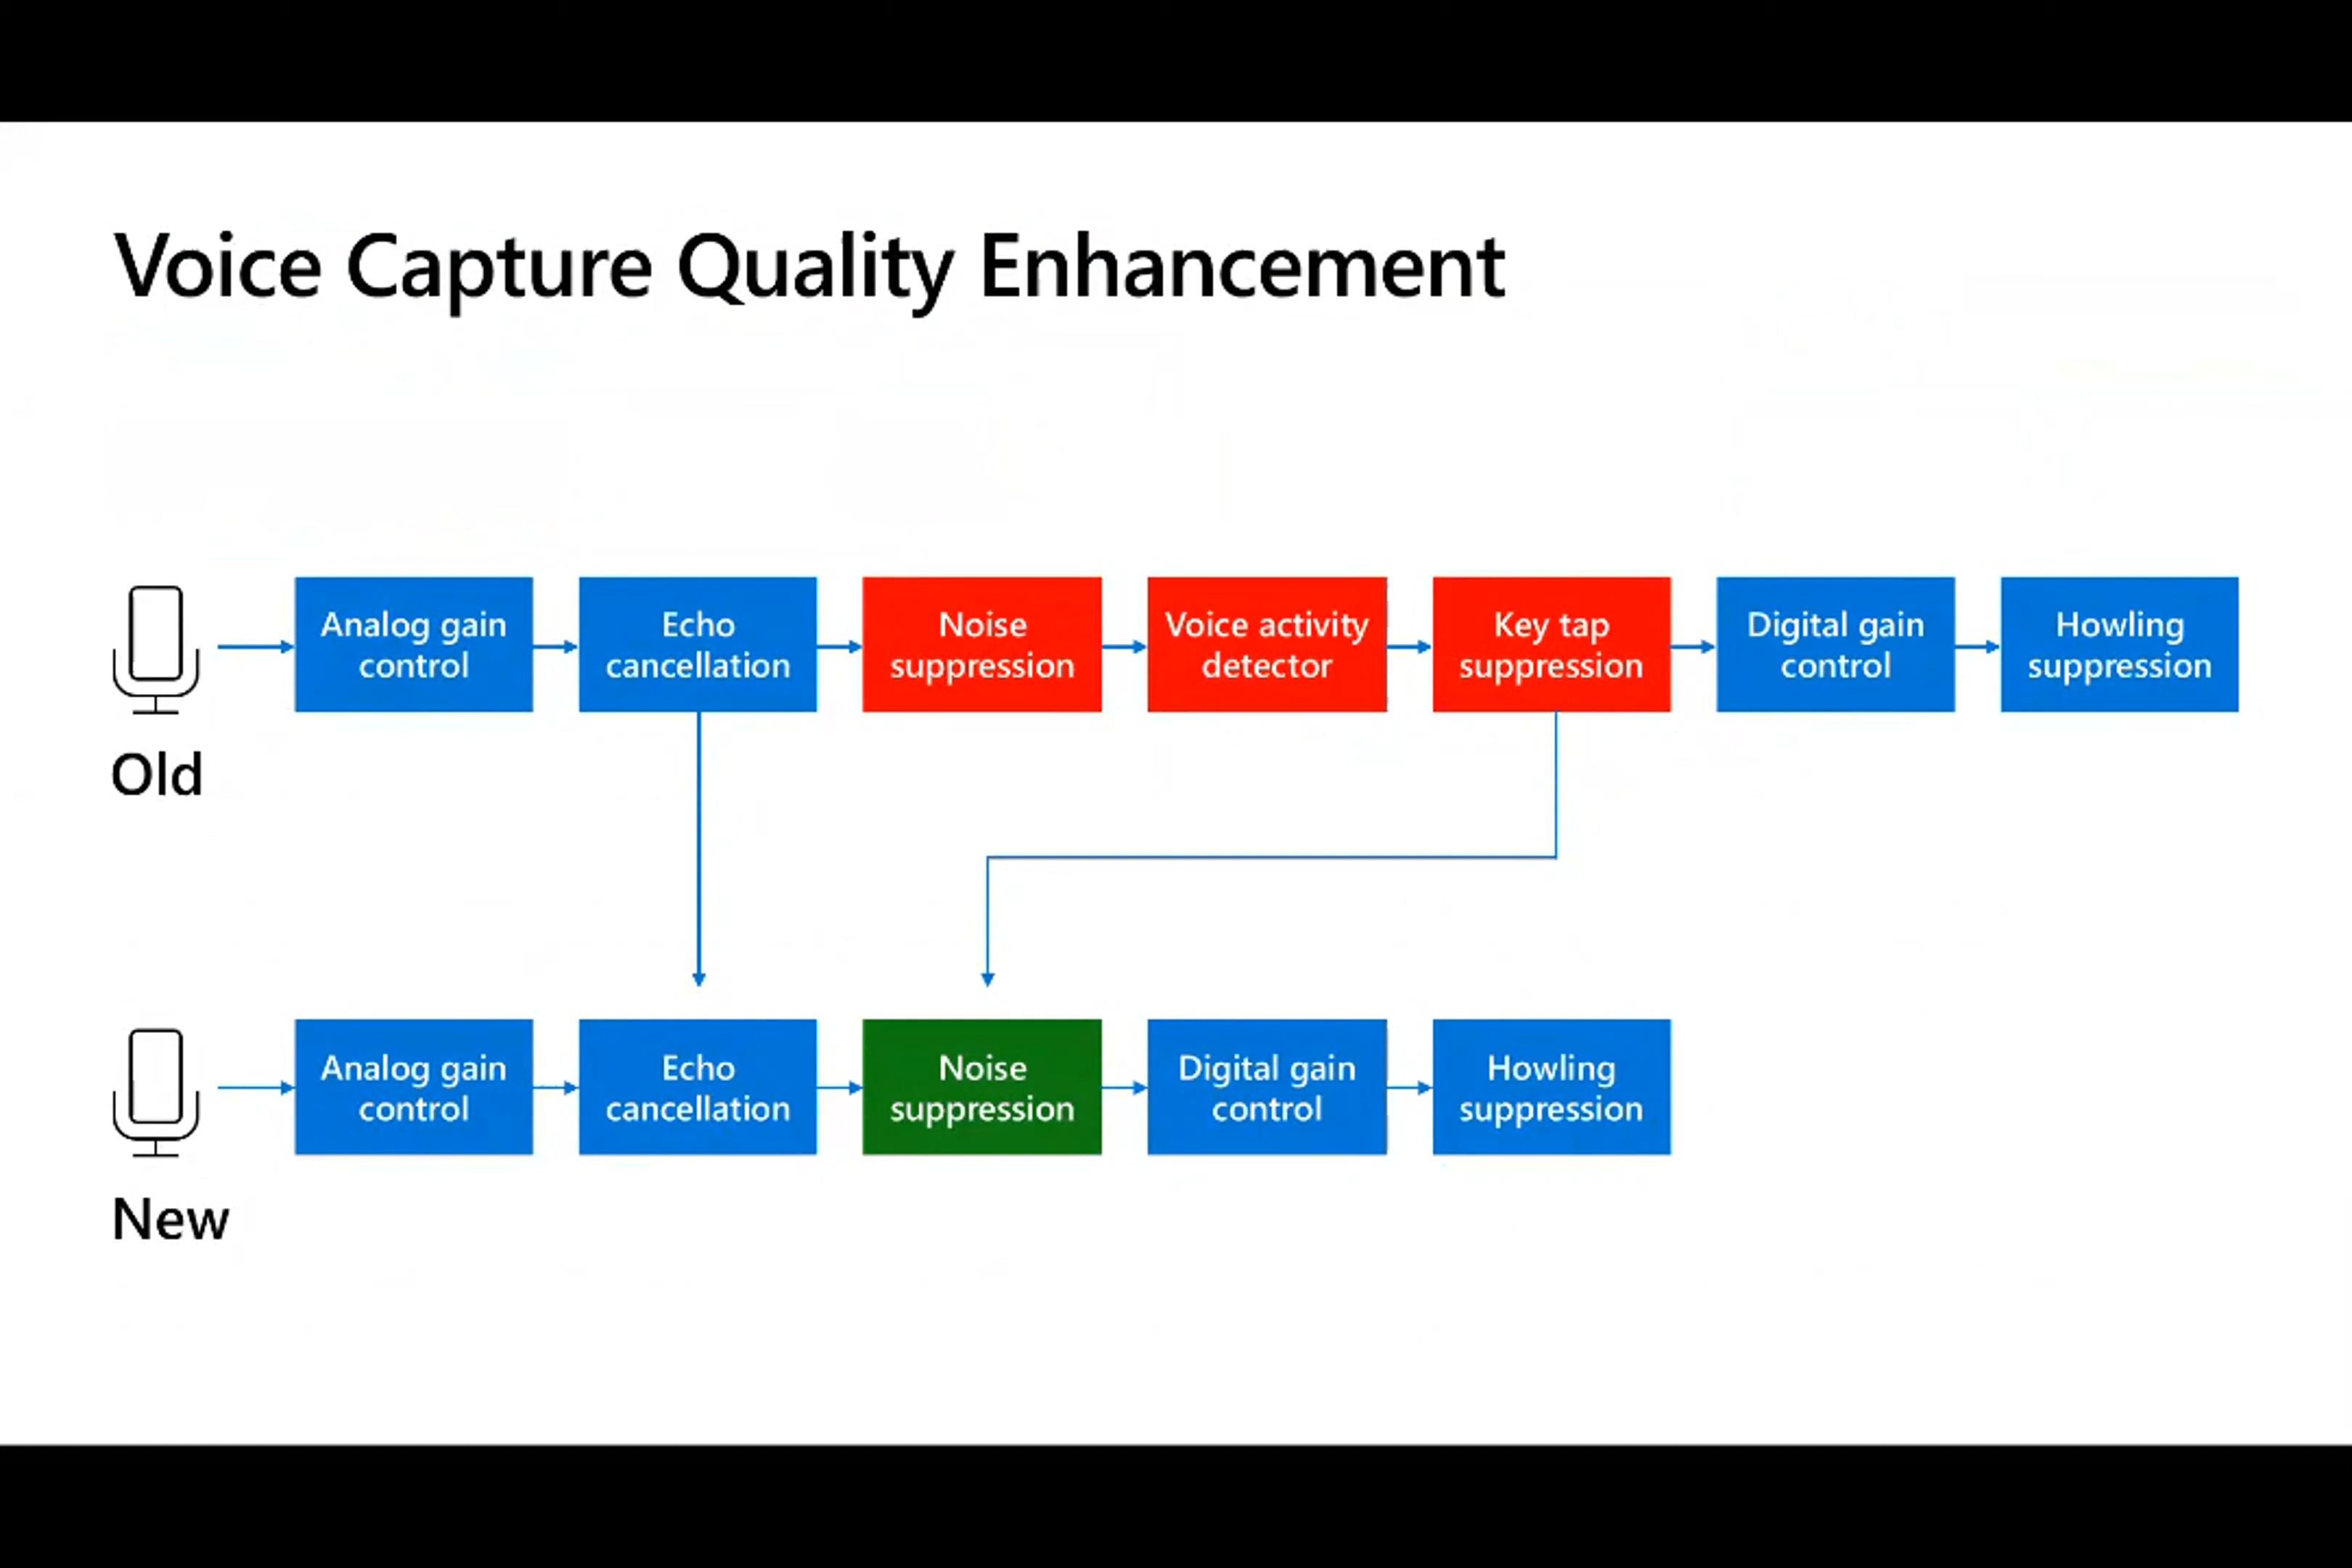 Voice Capture Quality Enhancement
Analog gain
control
Echo
cancellation
Noise
suppression
Voice activity
detector
Key tap
suppression
Digital gain
control
Howling
suppression
Old
Analog gain
control
Echo
cancellation
Noise
suppression
Digital gain
control
Howling
suppression
New